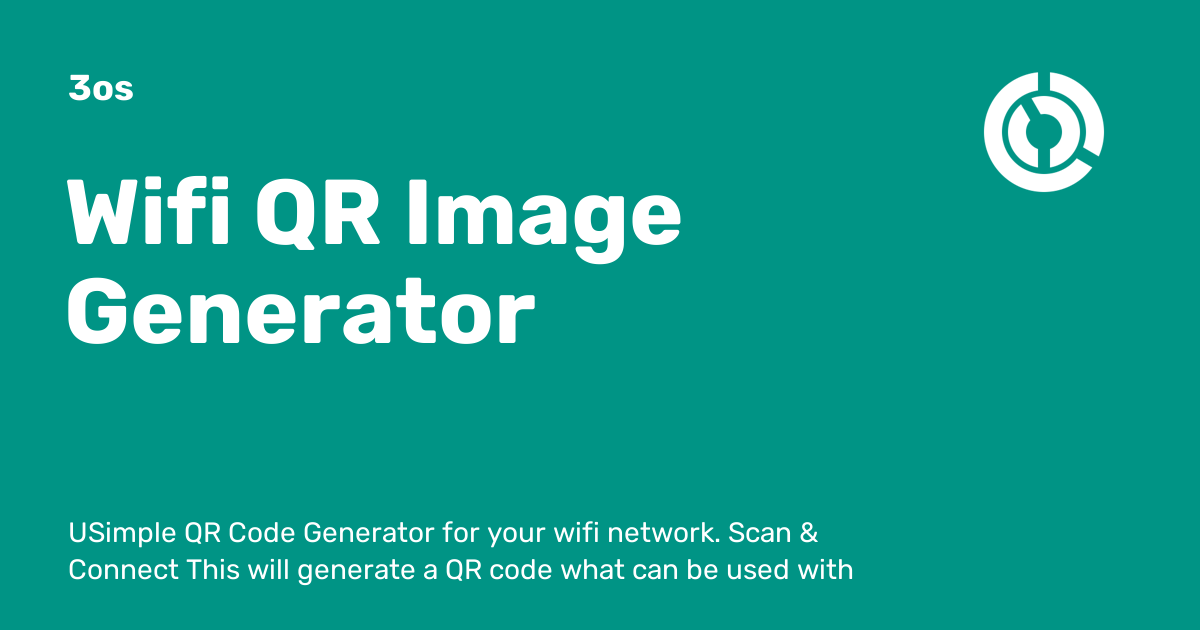 3os
Wifi QR Image
Generator
USimple QR Code Generator for your wifi network. Scan &
Connect This will generate a QR code what can be used with